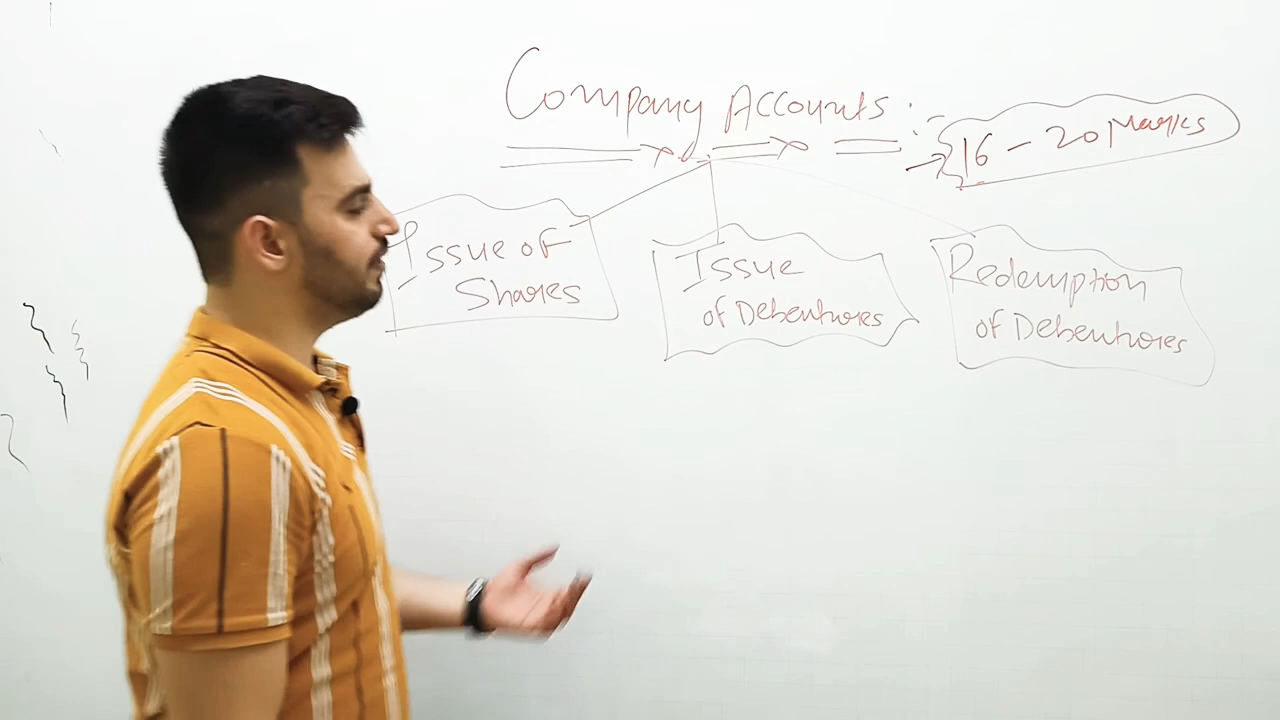 Company Accounts :-
16 - 20 Marks
Issue of
Shares
Issue
of Debentures
Redemption
of Debentures